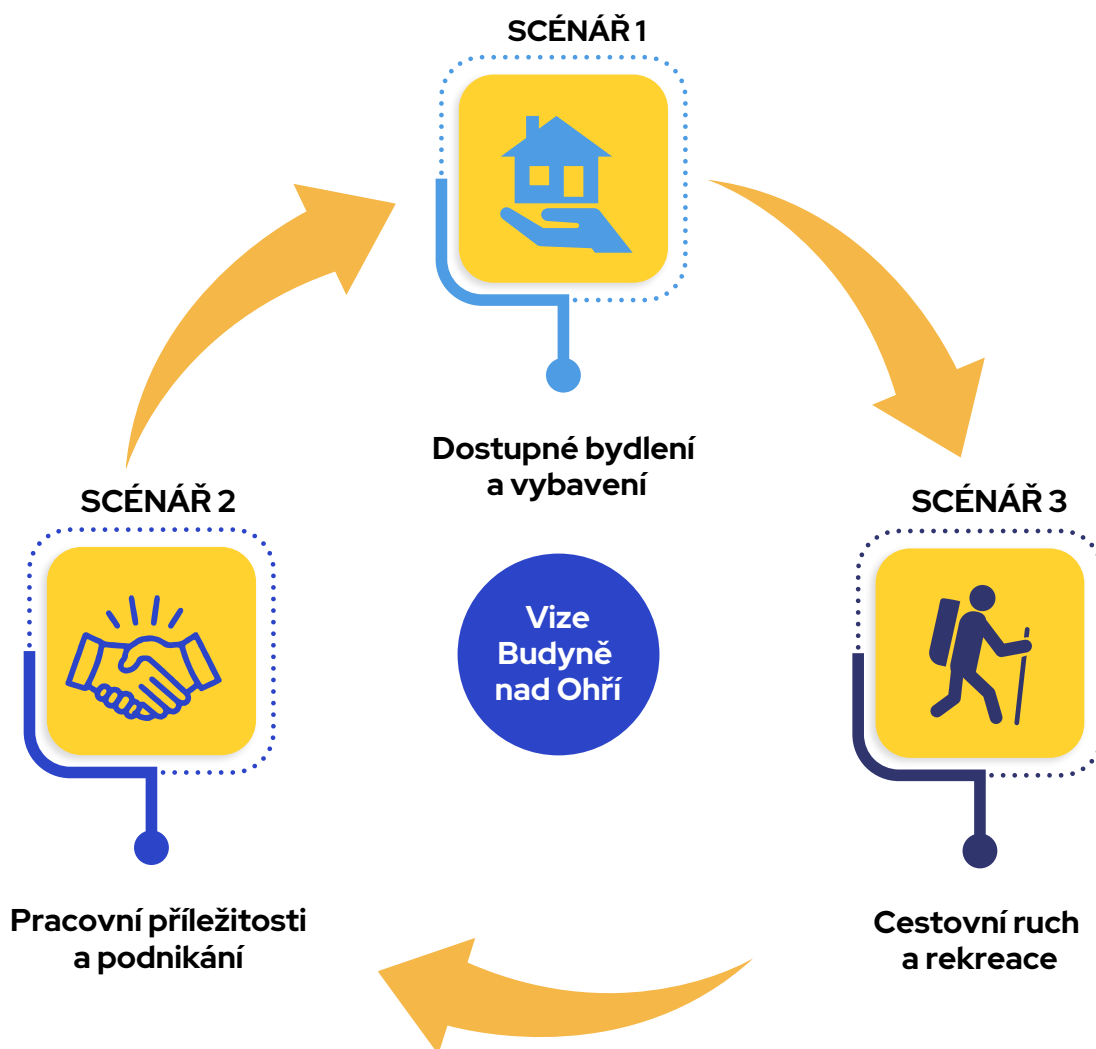 SCÉNÁŘ 1
Dostupné bydlení
a vybavení
SCÉNÁŘ 2
SCÉNÁŘ 3
Vize
Budyně
nad Ohří
Pracovní příležitosti
a podnikání
Cestovní ruch
a rekreace